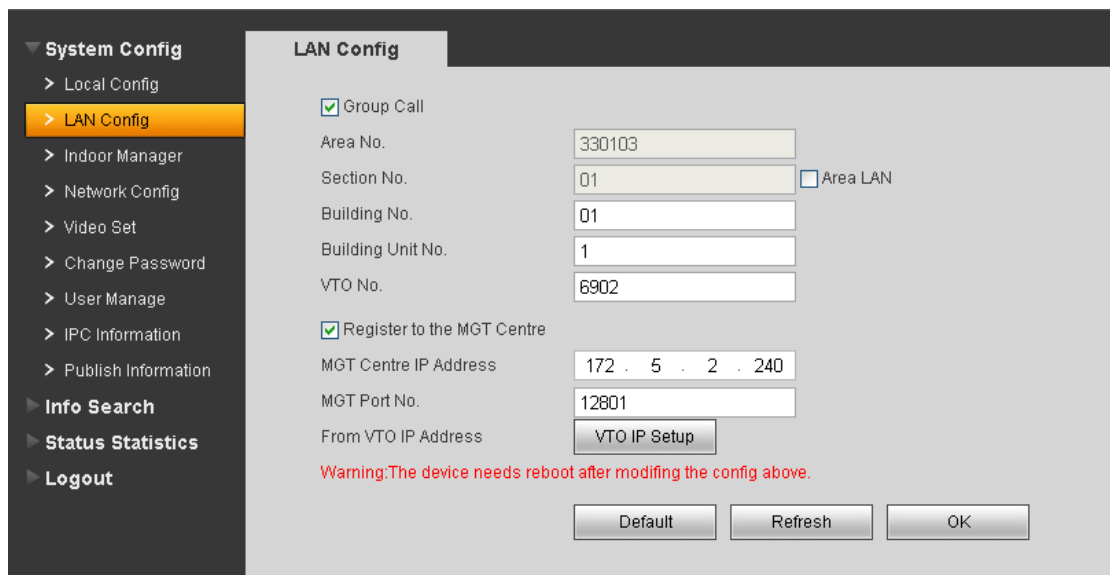 System Config
Local Config
LAN Config
Indoor Manager
Network Config
Video Set
Change Password
User Manage
IPC Information
Publish Information
Info Search
Status Statistics
Logout
LAN Config
Group Call
Area No. 330103
Section No. 01 Area LAN
Building No. 01
Building Unit No. 1
VTO No. 6902
Register to the MGT Centre
MGT Centre IP Address 172 . 5 . 2 . 240
MGT Port No. 12801
From VTO IP Address VTO IP Setup
Warning:The device needs reboot after modifing the config above.
Default Refresh OK